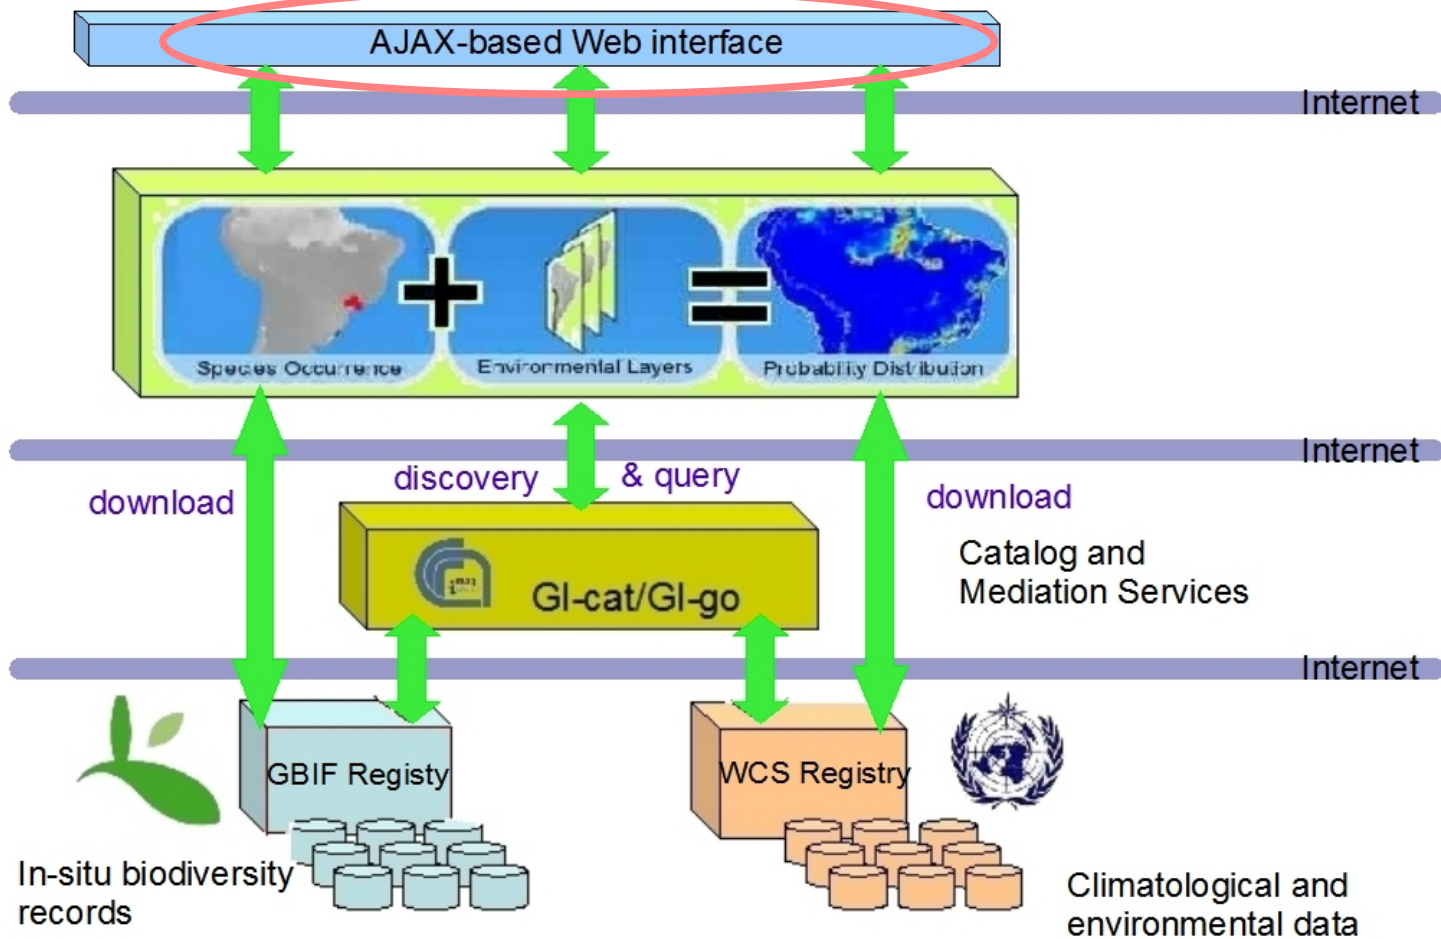 AJAX-based Web interface
Internet
Species Occurrence
Environmental Layers
Probability Distribution
Internet
discovery
& query
download
download
Catalog and
Mediation Services
GI-cat/GI-go
Internet
GBIF Registy
WCS Registry
In-situ biodiversity
records
Climatological and
environmental data